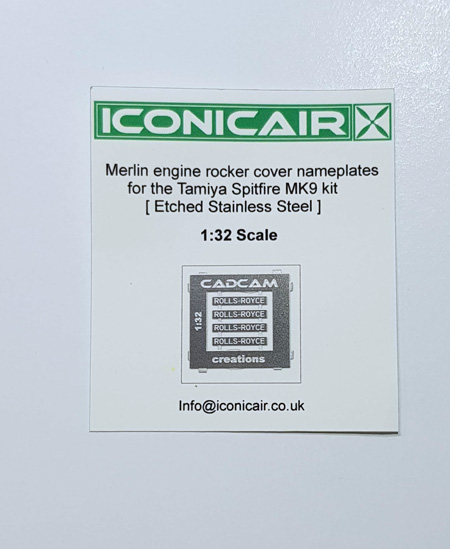 ICONICAIR
Merlin engine rocker cover nameplates
for the Tamiya Spitfire MK9 kit
[ Etched Stainless Steel ]
1:32 Scale
CADCAM
1:32
ROLLS-ROYCE
ROLLS-ROYCE
ROLLS-ROYCE
ROLLS-ROYCE
creations
Info@iconicair.co.uk